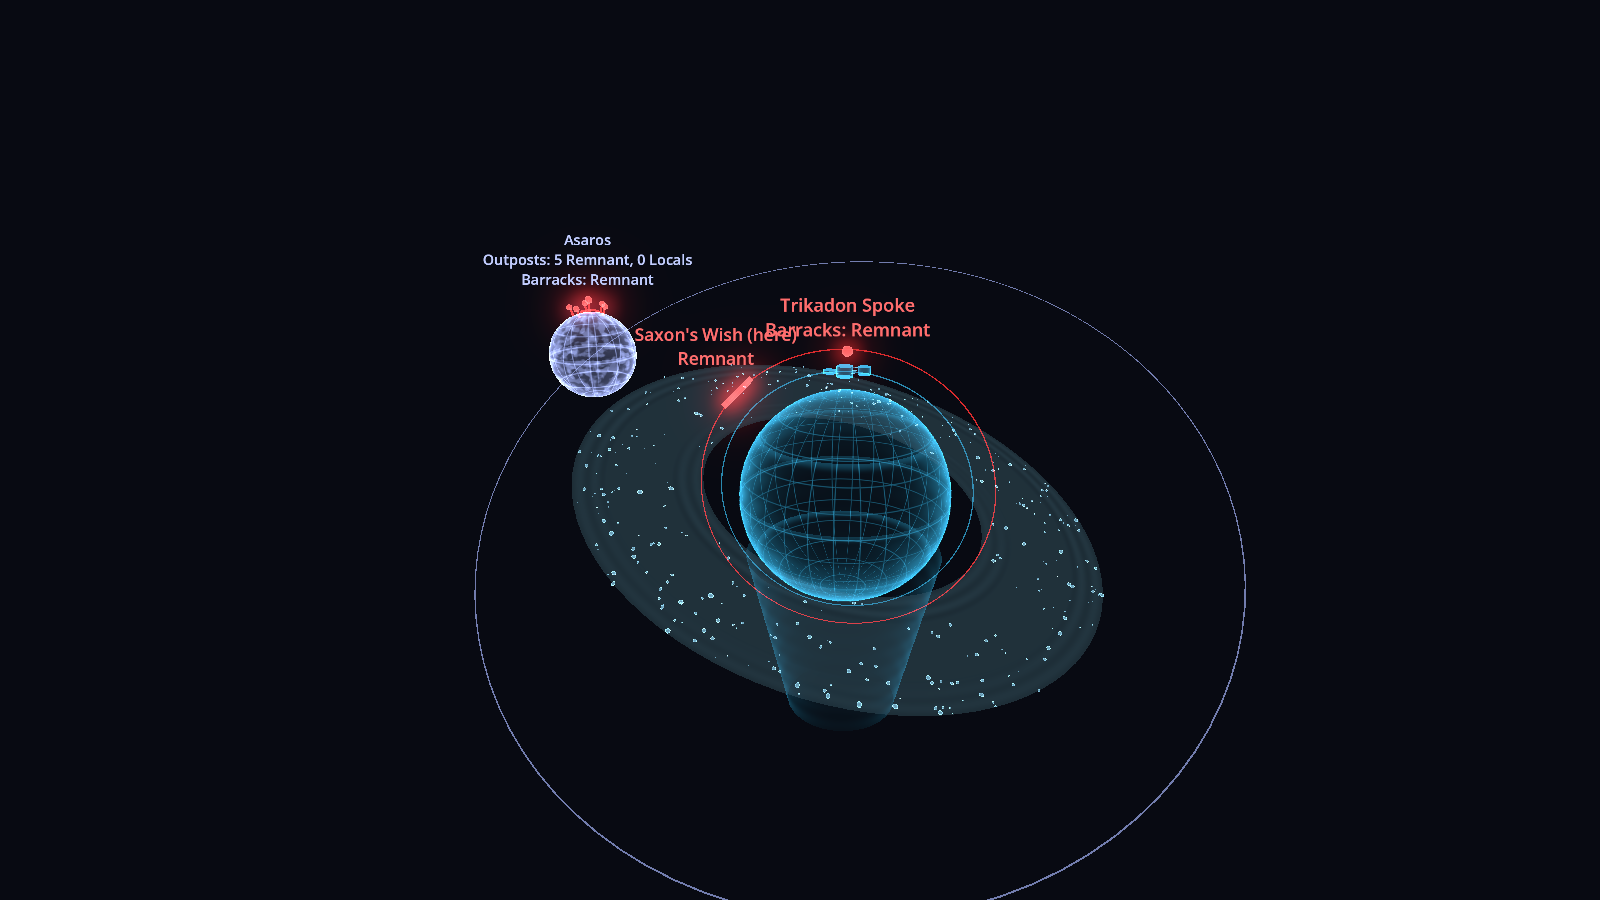 Asaros
Outposts: 5 Remnant, 0 Locals
Barracks: Remnant
Trikadon Spoke
Barracks: Remnant
Saxon's Wish (here)
Remnant